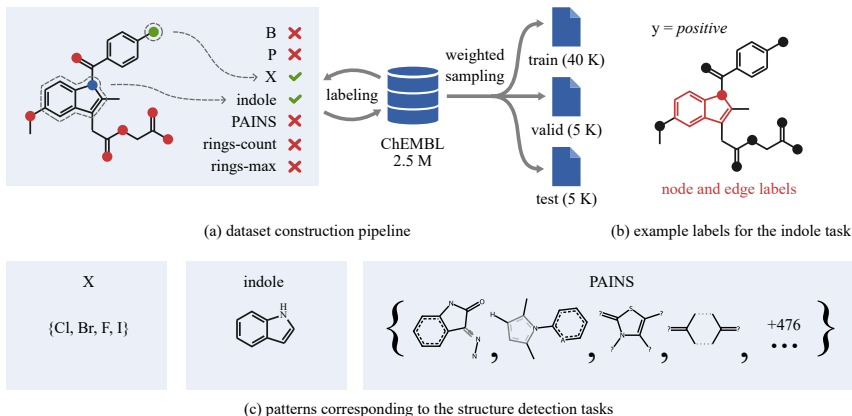 B
P
X
indole
PAINS
rings-count
rings-max
labeling
ChEMBL
2.5 M
weighted
sampling
train (40 K)
valid (5 K)
test (5 K)
y = positive
node and edge labels
(a) dataset construction pipeline
(b) example labels for the indole task
X
{Cl, Br, F, I}
indole
H
N
PAINS
{
N
O
N
N
,
H
N
A
,
S
?
?
N
?
?
,
?
?
,
+476
•••
}
(c) patterns corresponding to the structure detection tasks